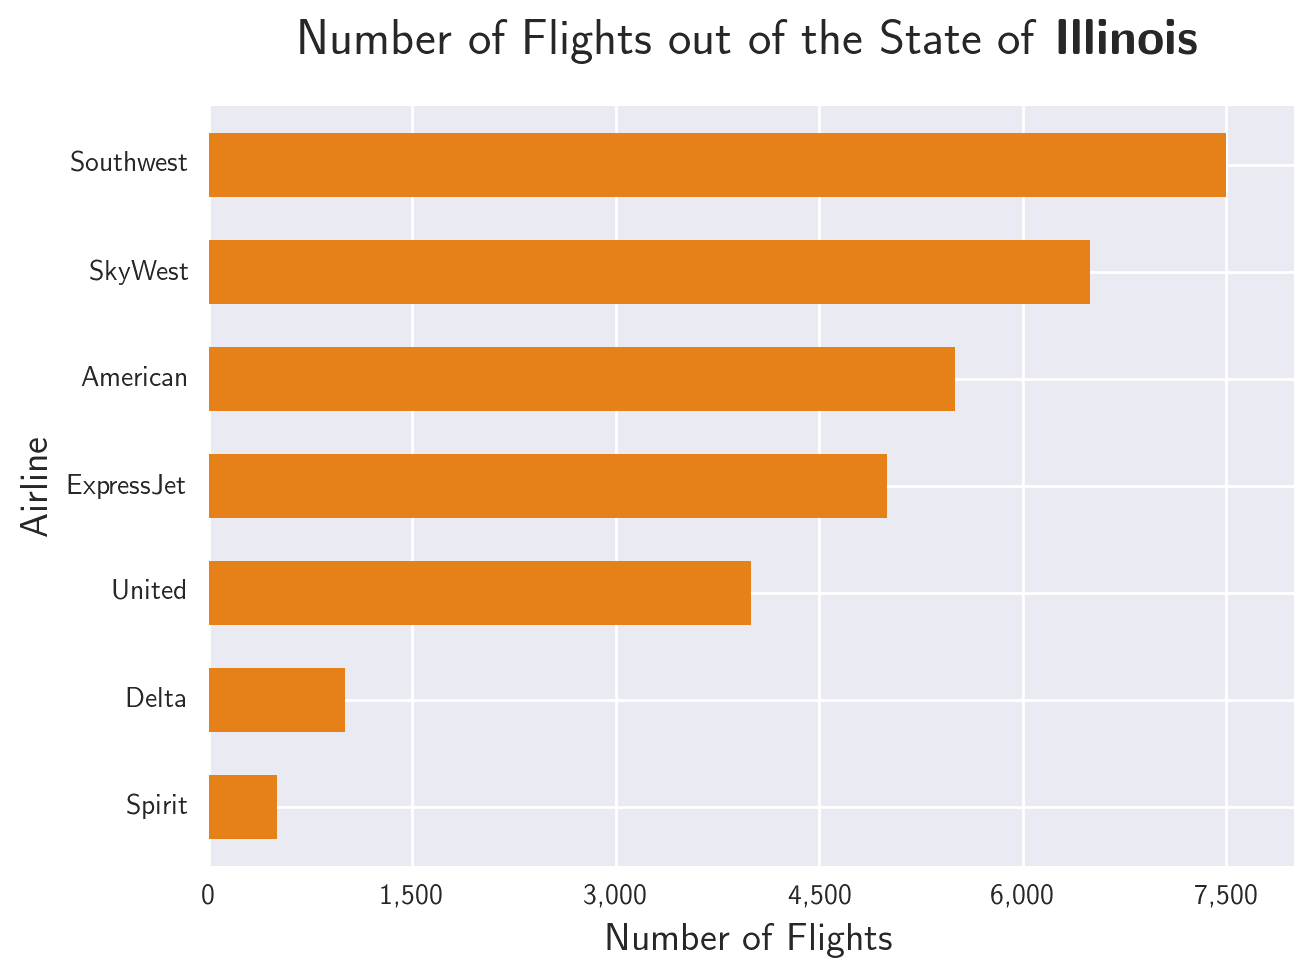 Number of Flights out of the State of Illinois
Southwest
SkyWest
American
ExpressJet
United
Delta
Spirit
Airline
0 1,500 3,000 4,500 6,000 7,500
Number of Flights